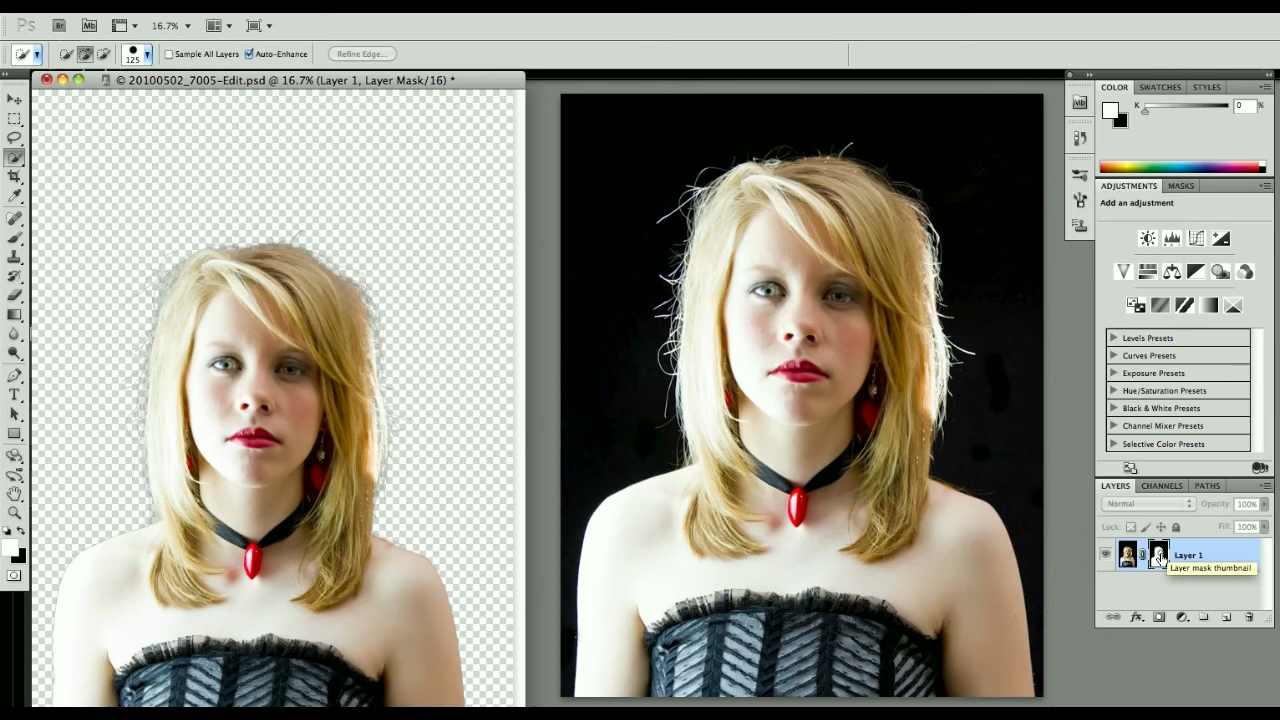 Ps Br Mb 16.7%
125 Sample All Layers Auto-Enhance Refine Edge...
© 20100502_7005-Edit.psd @ 16.7% (Layer 1, Layer Mask/16) *
COLOR SWATCHES STYLES
K 0 %
ADJUSTMENTS MASKS
Add an adjustment
Levels Presets
Curves Presets
Exposure Presets
Hue/Saturation Presets
Black & White Presets
Channel Mixer Presets
Selective Color Presets
LAYERS CHANNELS PATHS
Normal Opacity: 100%
Lock: Fill: 100%
Layer 1
Layer mask thumbnail
fx